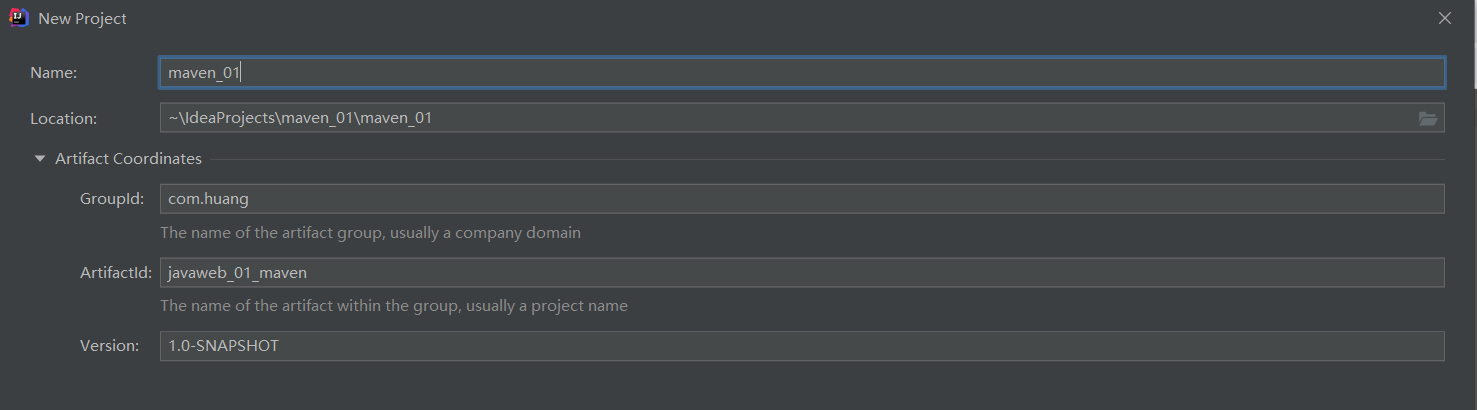 New Project
Name: maven_01
Location: ~\IdeaProjects\maven_01\maven_01
Artifact Coordinates
GroupId: com.huang
The name of the artifact group, usually a company domain
ArtifactId: javaweb_01_maven
The name of the artifact within the group, usually a project name
Version: 1.0-SNAPSHOT